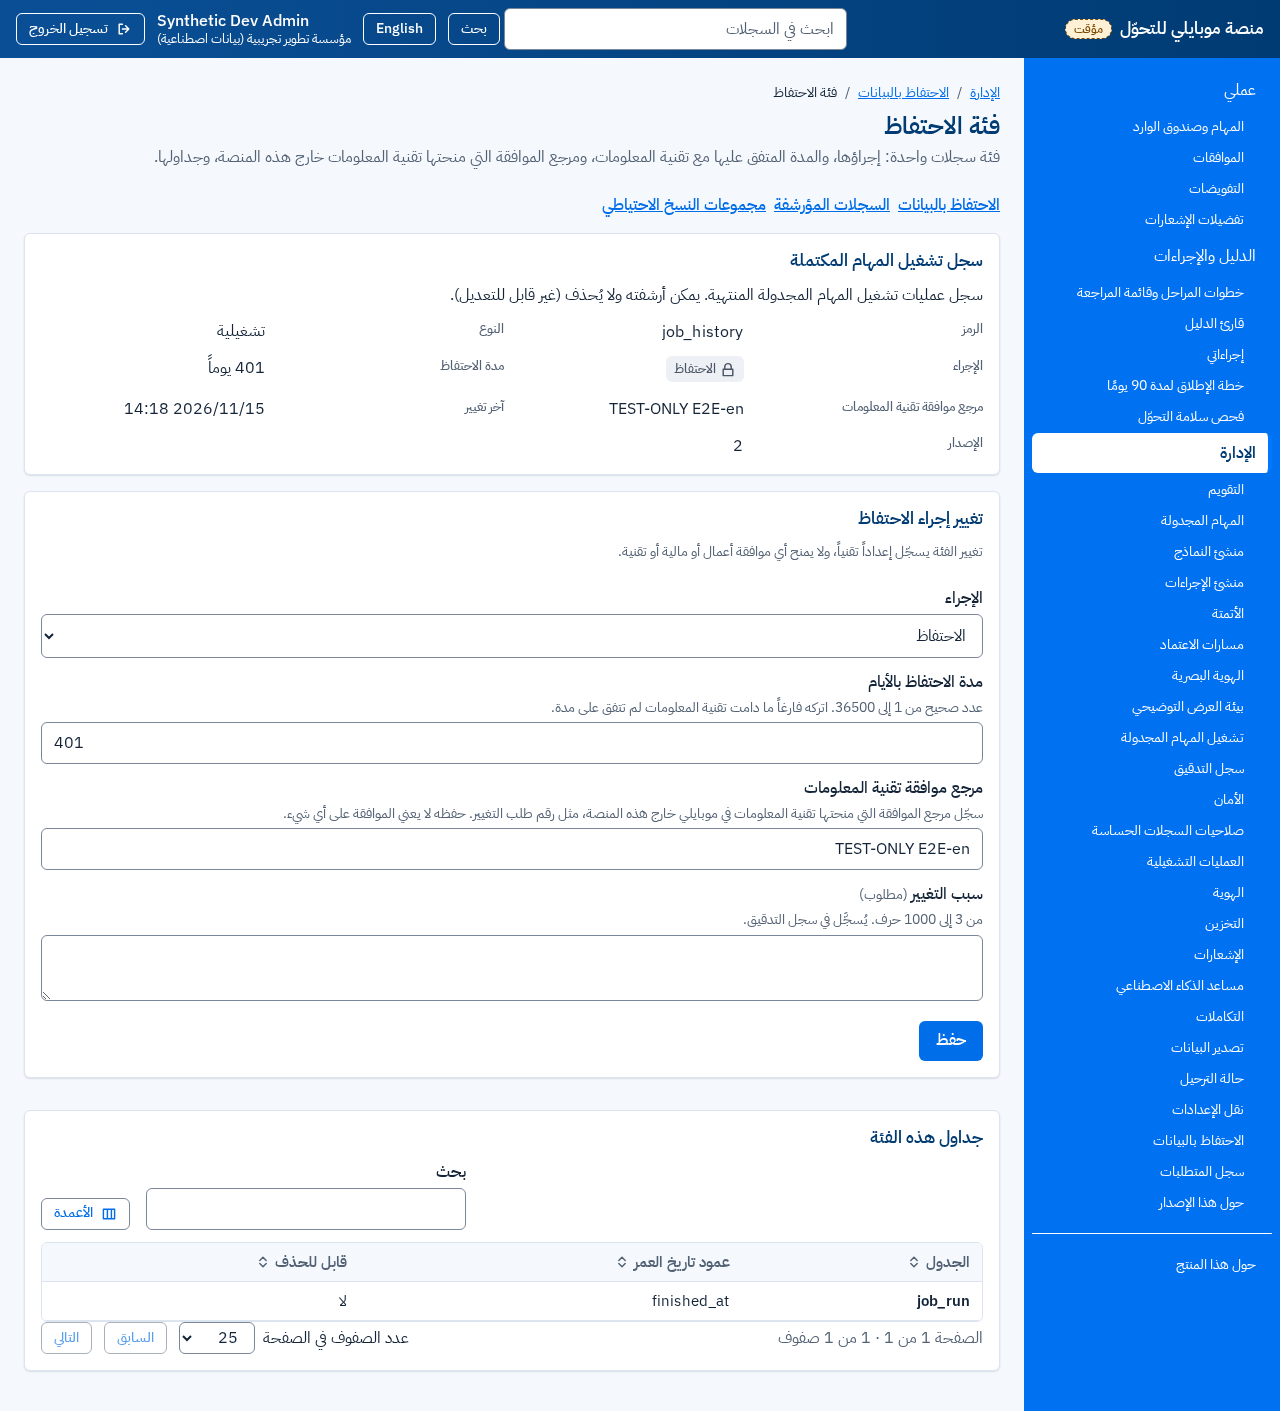 منصة موبايلي للتحوّل مؤقت
ابحث في السجلات
بحث
English
Synthetic Dev Admin
مؤسسة تطوير تجريبية (بيانات اصطناعية)
تسجيل الخروج
عملي
المهام وصندوق الوارد
الموافقات
التفويضات
تفضيلات الإشعارات
الدليل والإجراءات
خطوات المراحل وقائمة المراجعة
قارئ الدليل
إجراءاتي
خطة الإطلاق لمدة 90 يومًا
فحص سلامة التحوّل
الإدارة
التقويم
المهام المجدولة
منشئ النماذج
منشئ الإجراءات
الأتمتة
مسارات الاعتماد
الهوية البصرية
بيئة العرض التوضيحي
تشغيل المهام المجدولة
سجل التدقيق
الأمان
صلاحيات السجلات الحساسة
العمليات التشغيلية
الهوية
التخزين
الإشعارات
مساعد الذكاء الاصطناعي
التكاملات
تصدير البيانات
حالة الترحيل
نقل الإعدادات
الاحتفاظ بالبيانات
سجل المتطلبات
حول هذا الإصدار
حول هذا المنتج
الإدارة / الاحتفاظ بالبيانات / فئة الاحتفاظ
فئة الاحتفاظ
فئة سجلات واحدة: إجراؤها، والمدة المتفق عليها مع تقنية المعلومات، ومرجع الموافقة التي منحتها تقنية المعلومات خارج هذه المنصة، وجداولها.
الاحتفاظ بالبيانات السجلات المؤرشفة مجموعات النسخ الاحتياطي
سجل تشغيل المهام المكتملة
سجل عمليات تشغيل المهام المجدولة المنتهية. يمكن أرشفته ولا يُحذف (غير قابل للتعديل).
الرمز job_history النوع تشغيلية
الإجراء الاحتفاظ مدة الاحتفاظ 401 يوماً
مرجع موافقة تقنية المعلومات TEST-ONLY E2E-en آخر تغيير 2026/11/15 14:18
الإصدار 2
تغيير إجراء الاحتفاظ
تغيير الفئة يسجّل إعداداً تقنياً، ولا يمنح أي موافقة أعمال أو مالية أو تقنية.
الإجراء
الاحتفاظ
مدة الاحتفاظ بالأيام
عدد صحيح من 1 إلى 36500. اتركه فارغاً ما دامت تقنية المعلومات لم تتفق على مدة.
401
مرجع موافقة تقنية المعلومات
سجّل مرجع الموافقة التي منحتها تقنية المعلومات في موبايلي خارج هذه المنصة، مثل رقم طلب التغيير. حفظه لا يعني الموافقة على أي شيء.
TEST-ONLY E2E-en
سبب التغيير (مطلوب)
من 3 إلى 1000 حرف. يُسجَّل في سجل التدقيق.
حفظ
جداول هذه الفئة
بحث
الأعمدة
الجدول عمود تاريخ العمر قابل للحذف
job_run finished_at لا
الصفحة 1 من 1 · 1 من 1 صفوف عدد الصفوف في الصفحة 25 السابق التالي